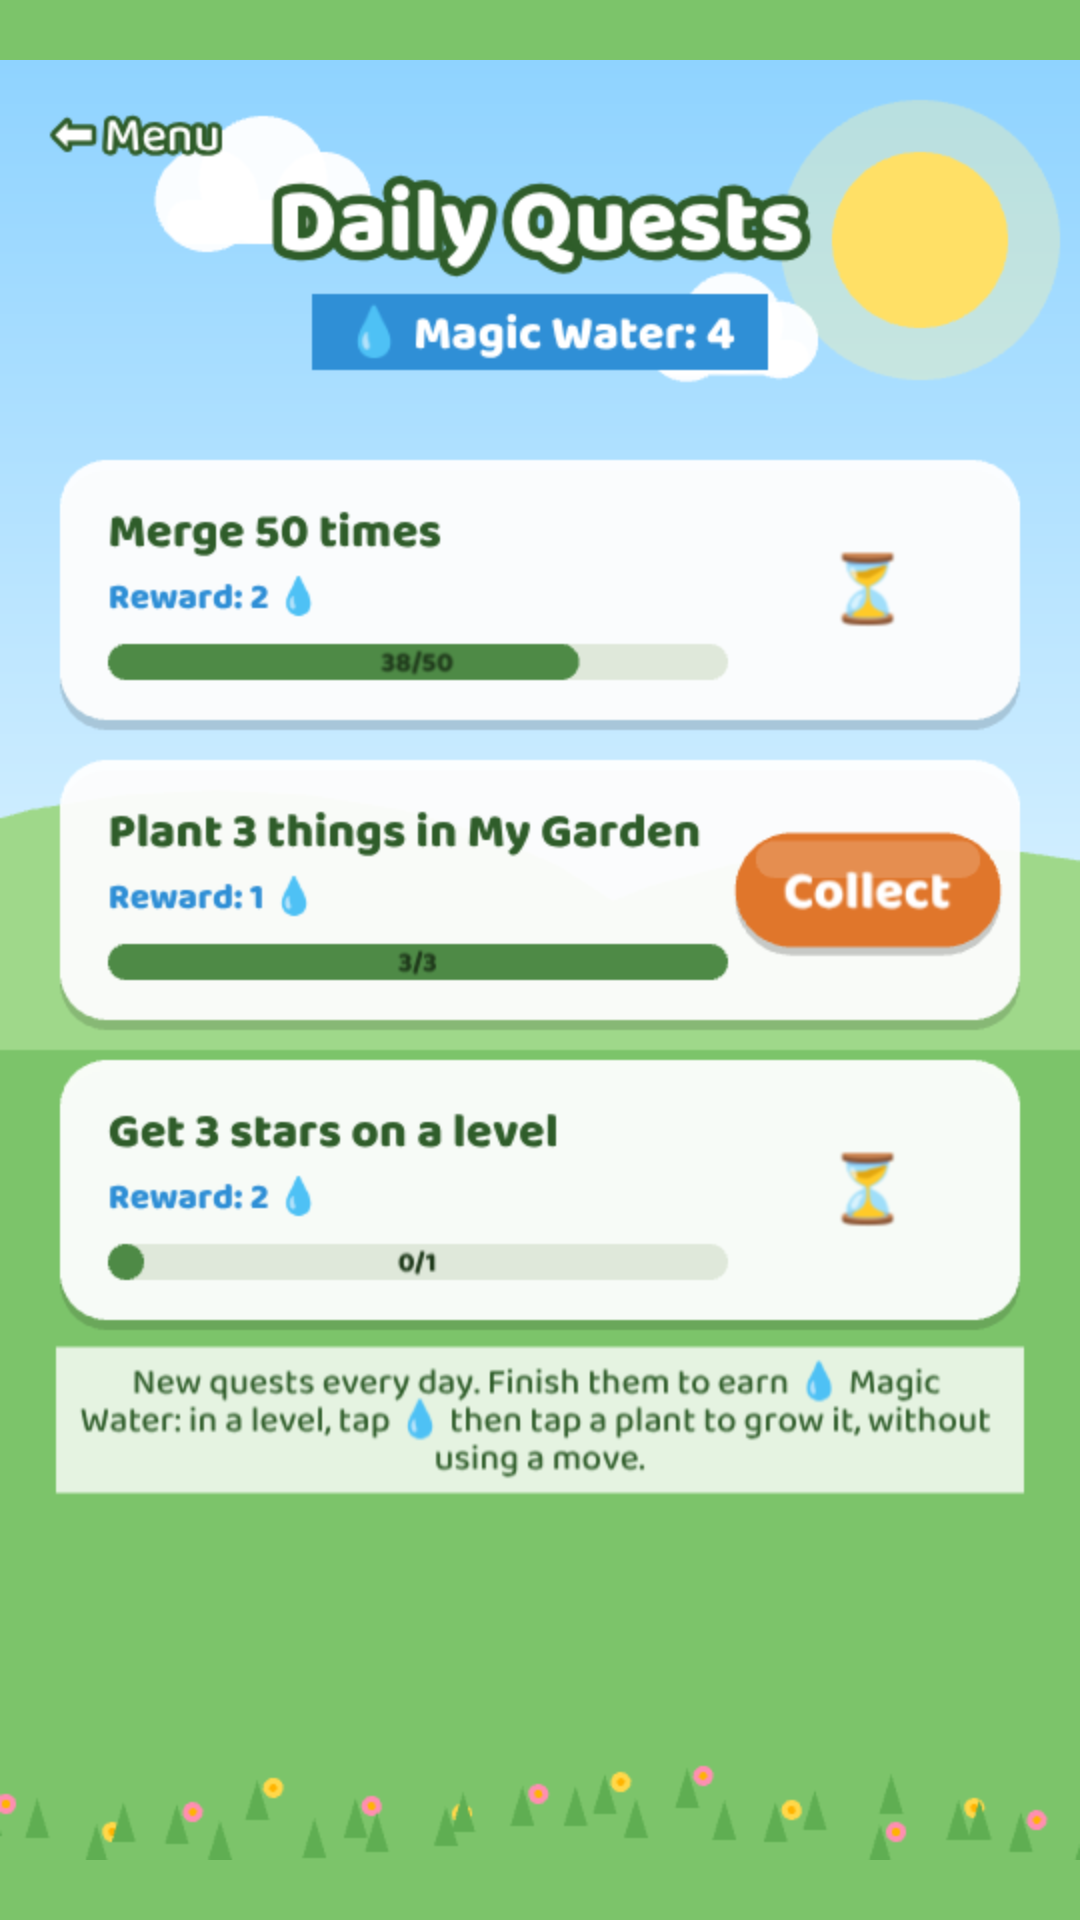 ⬅ Menu
Daily Quests
💧 Magic Water: 4
Merge 50 times
Reward: 2 💧
38/50
Plant 3 things in My Garden
Reward: 1 💧
3/3
Collect
Get 3 stars on a level
Reward: 2 💧
0/1
New quests every day. Finish them to earn 💧 Magic
Water: in a level, tap 💧 then tap a plant to grow it, without
using a move.